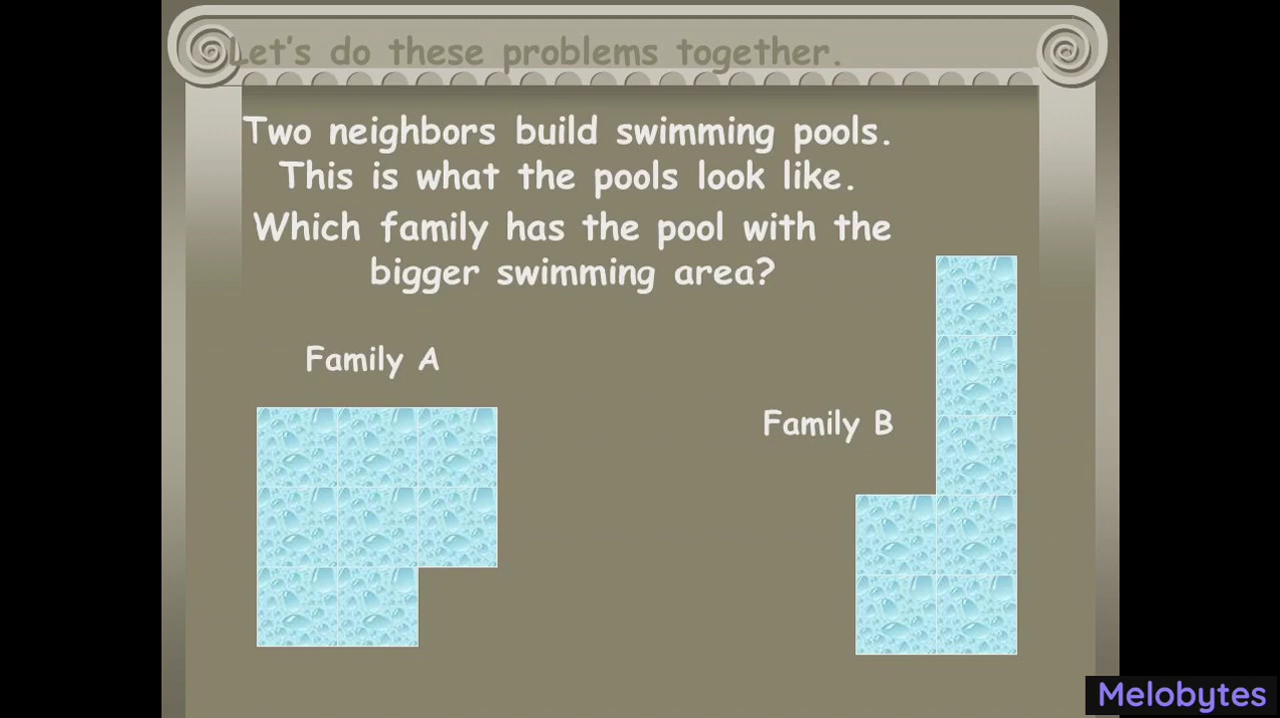 Let's do these problems together.
Two neighbors build swimming pools.
This is what the pools look like.
Which family has the pool with the
bigger swimming area?
Family A
Family B
Melobytes